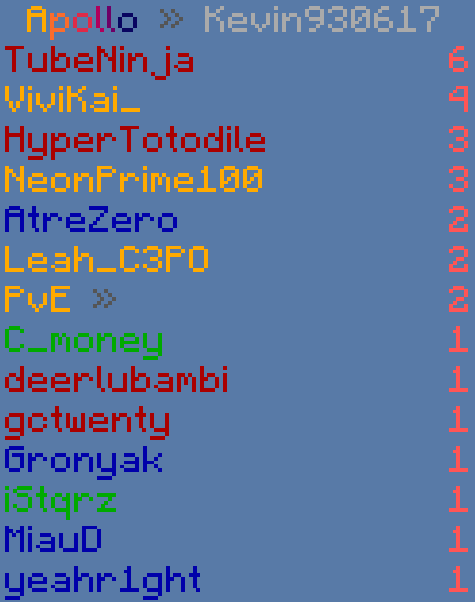 Apollo » Kevin930617
TubeNinja 6
ViviKai_ 4
HyperTotodile 3
NeonPrime100 3
AtreZero 2
Leah_C3PO 2
PvE » 2
C_money 1
deerlubambi 1
gctwenty 1
Gronyak 1
iStqrz 1
MiauD 1
yeahr1ght 1